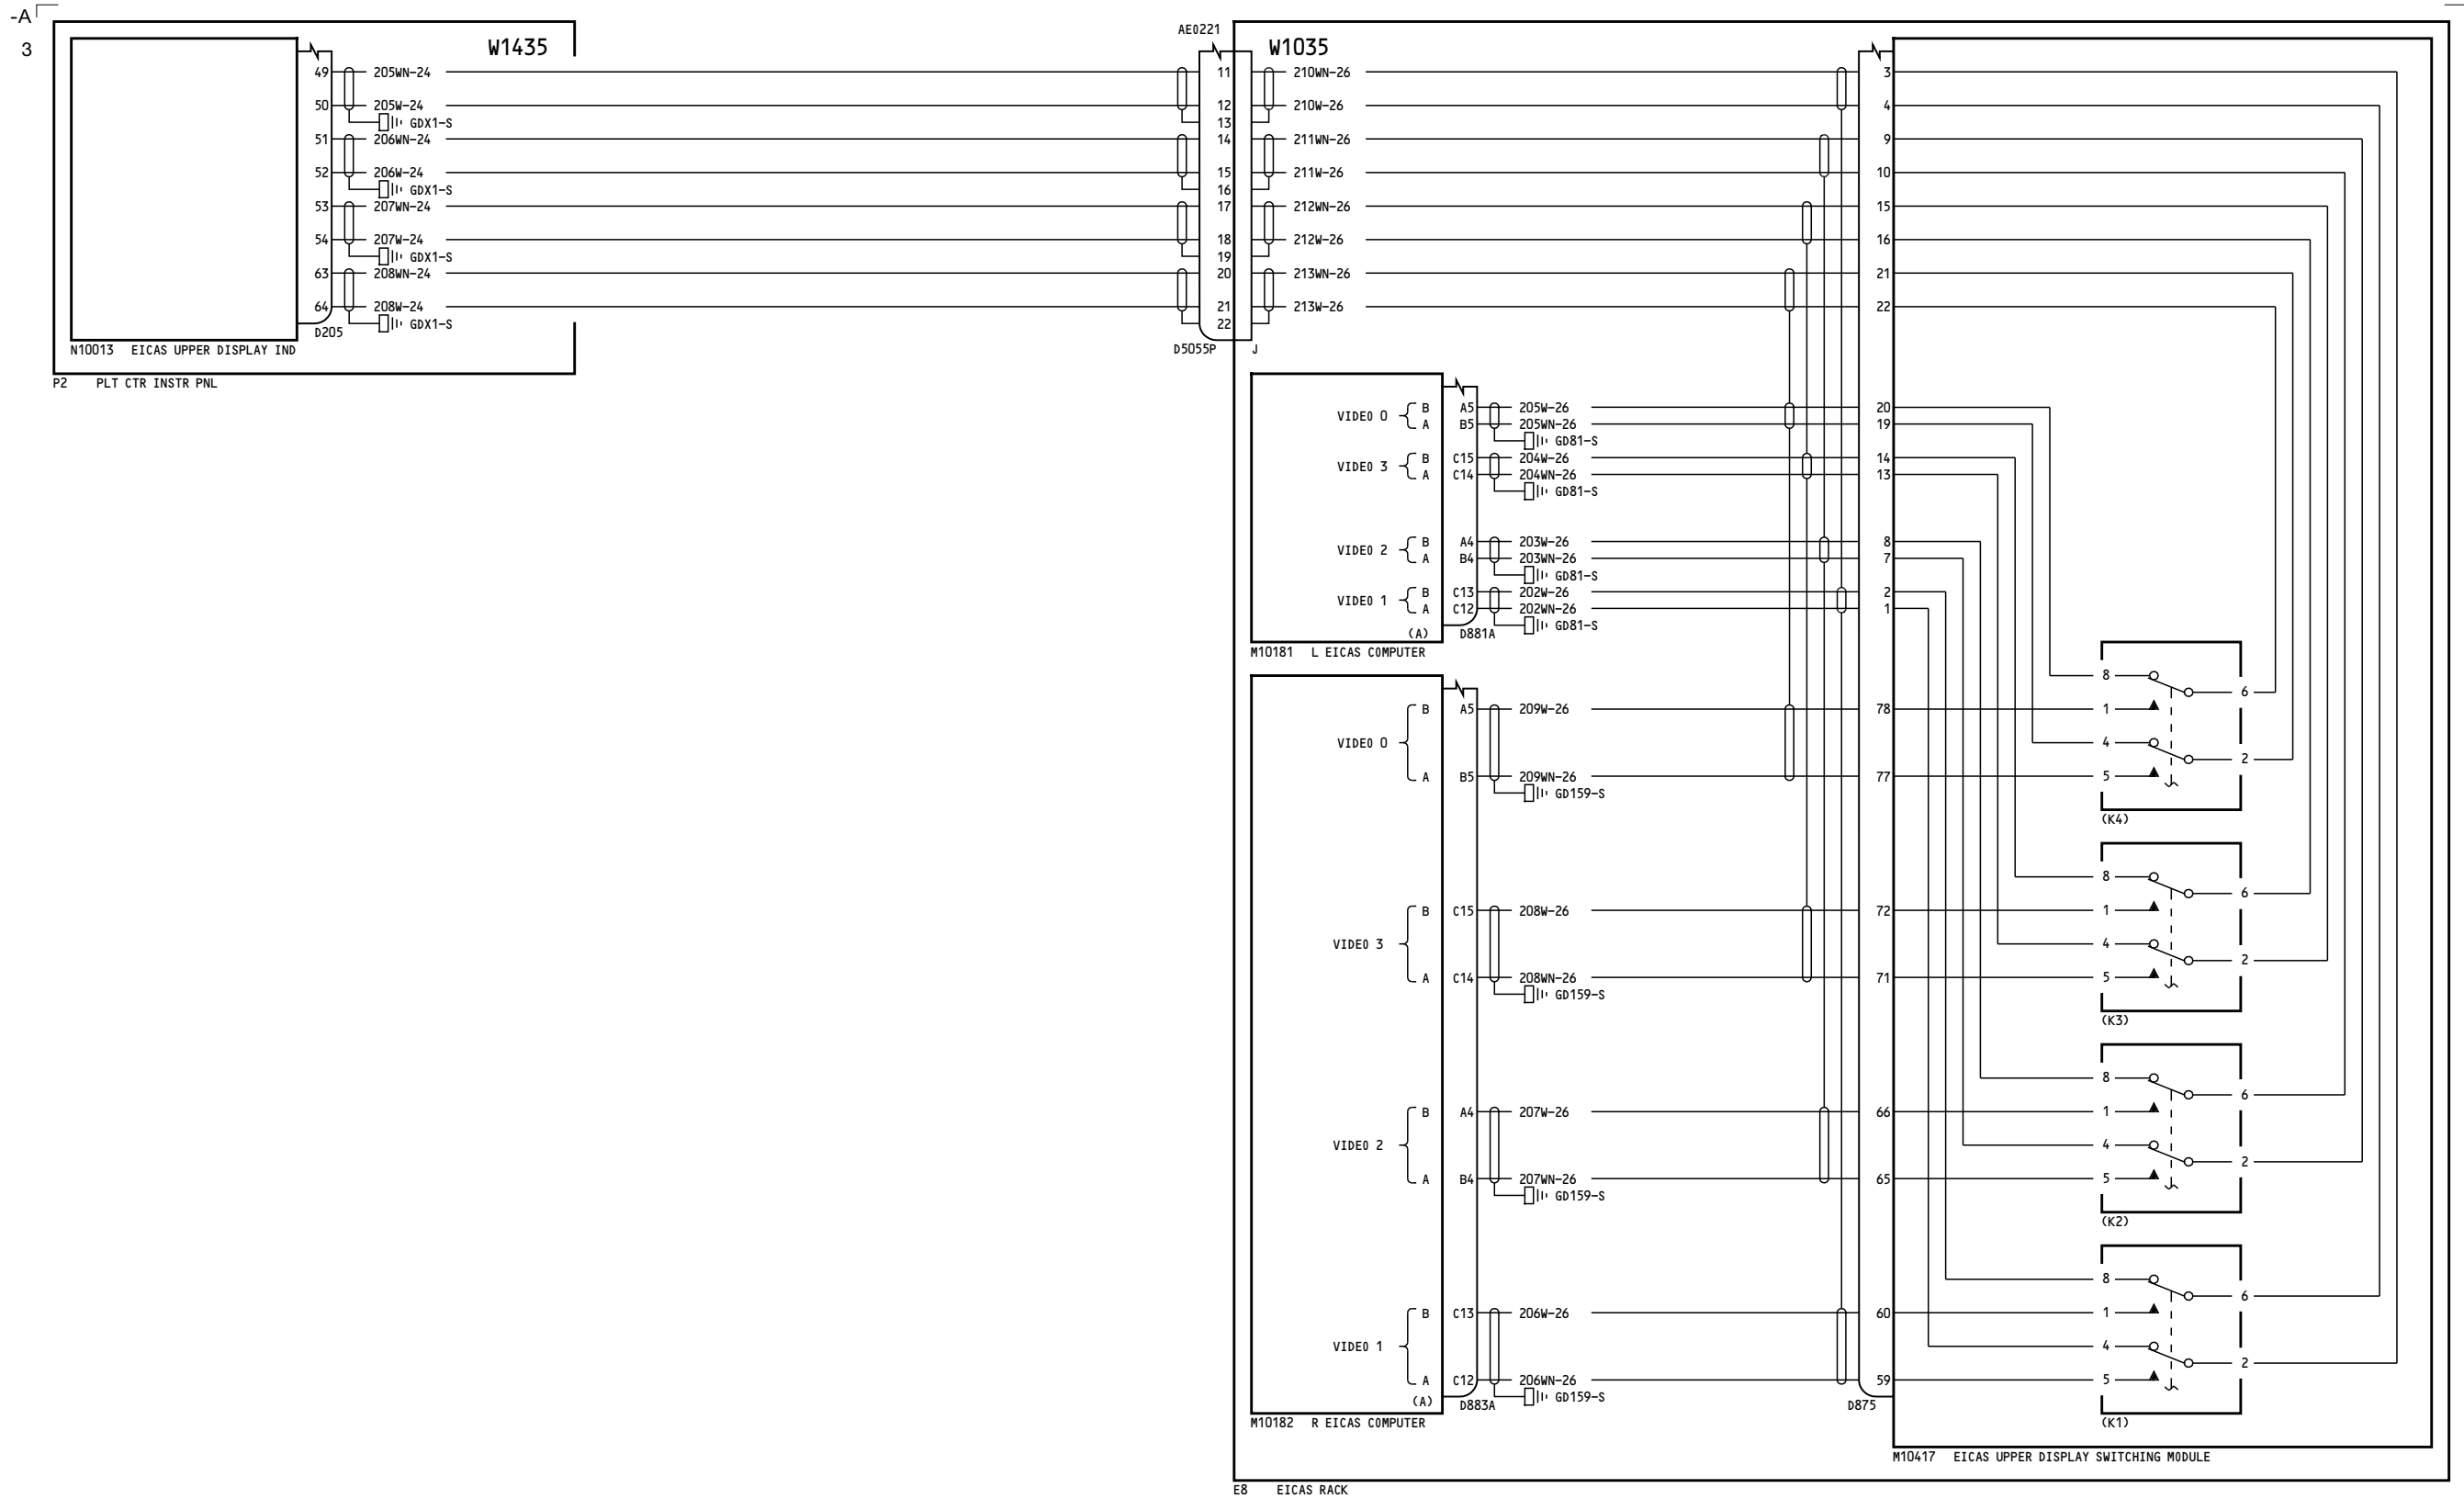 -A
3
W1435
49 205WN-24
50 205W-24
GDX1-S
51 206WN-24
52 206W-24
GDX1-S
53 207WN-24
54 207W-24
GDX1-S
63 208WN-24
64 208W-24
GDX1-S
D205
N10013 EICAS UPPER DISPLAY IND
P2 PLT CTR INSTR PNL
AE0221
W1035
11 210WN-26 3
12 210W-26 4
13
14 211WN-26 9
15 211W-26 10
16
17 212WN-26 15
18 212W-26 16
19
20 213WN-26 21
21 213W-26 22
22
D5055P J
VIDEO 0 B A5 205W-26 20
A B5 205WN-26 19
GD81-S
VIDEO 3 B C15 204W-26 14
A C14 204WN-26 13
GD81-S
VIDEO 2 B A4 203W-26 8
A B4 203WN-26 7
GD81-S
VIDEO 1 B C13 202W-26 2
A C12 202WN-26 1
GD81-S
(A) D881A
M10181 L EICAS COMPUTER
VIDEO 0
B A5 209W-26 78
A B5 209WN-26 77
GD159-S
VIDEO 3
B C15 208W-26 72
A C14 208WN-26 71
GD159-S
VIDEO 2
B A4 207W-26 66
A B4 207WN-26 65
GD159-S
VIDEO 1
B C13 206W-26 60
A C12 206WN-26 59
GD159-S
(A) D883A D875
M10182 R EICAS COMPUTER
8 6
1
4 2
5
(K4)
8 6
1
4 2
5
(K3)
8 6
1
4 2
5
(K2)
8 6
1
4 2
5
(K1)
M10417 EICAS UPPER DISPLAY SWITCHING MODULE
E8 EICAS RACK